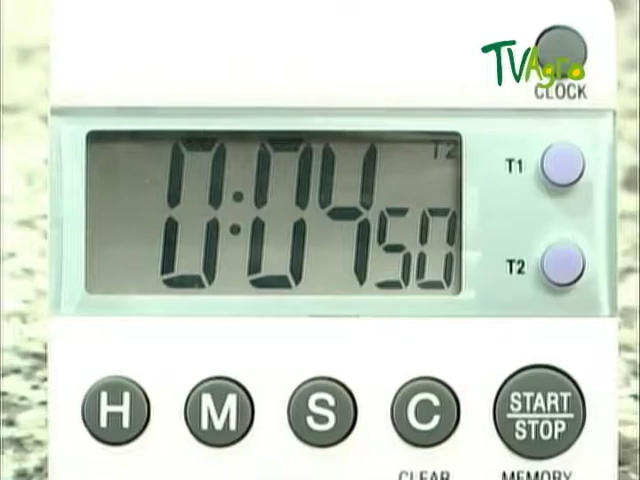 TVAgro
CLOCK
T2
0:04 50
T1
T2
H M S C START
STOP
CLEAR MEMORY